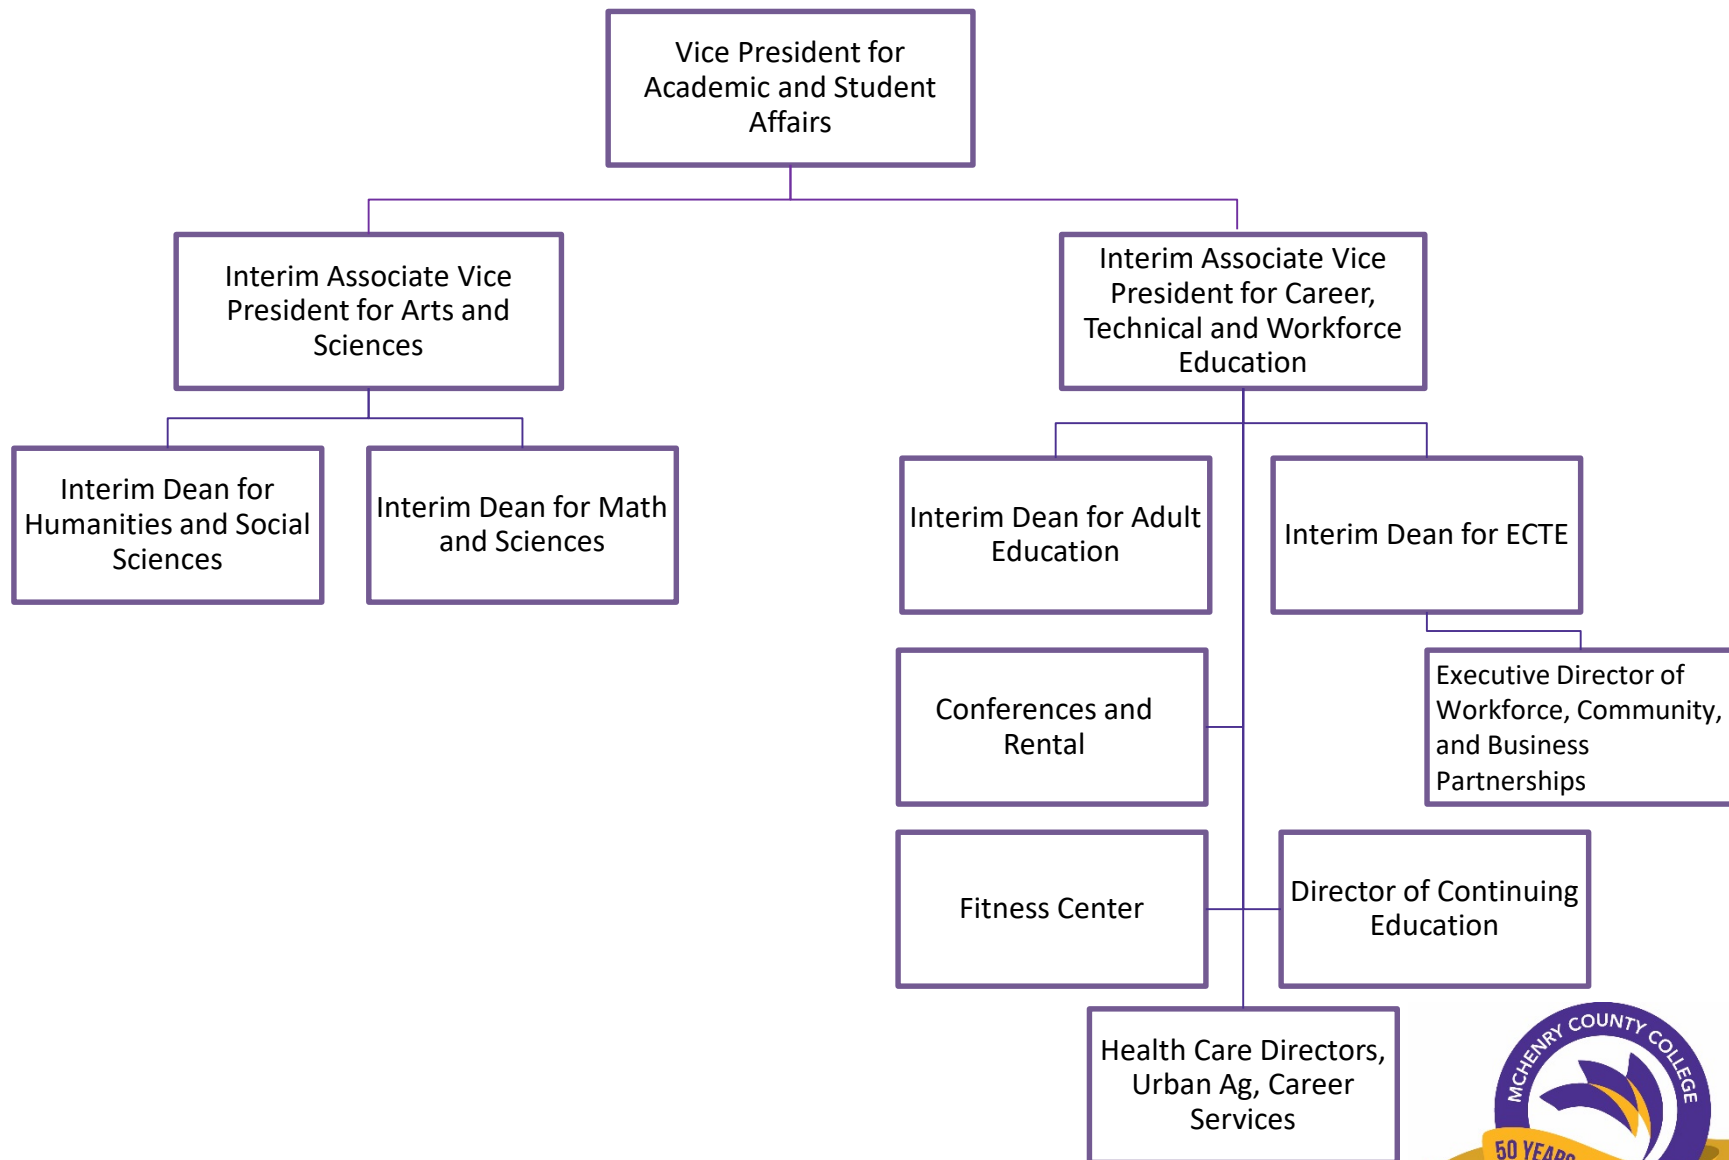 Vice President for
Academic and Student
Affairs
Interim Associate Vice
President for Arts and
Sciences
Interim Associate Vice
President for Career,
Technical and Workforce
Education
Interim Dean for
Humanities and Social
Sciences
Interim Dean for Math
and Sciences
Interim Dean for Adult
Education
Interim Dean for ECTE
Conferences and
Rental
Executive Director of
Workforce, Community,
and Business
Partnerships
Fitness Center
Director of Continuing
Education
Health Care Directors,
Urban Ag, Career
Services
MCHENRY COUNTY COLLEGE
50 YEARS